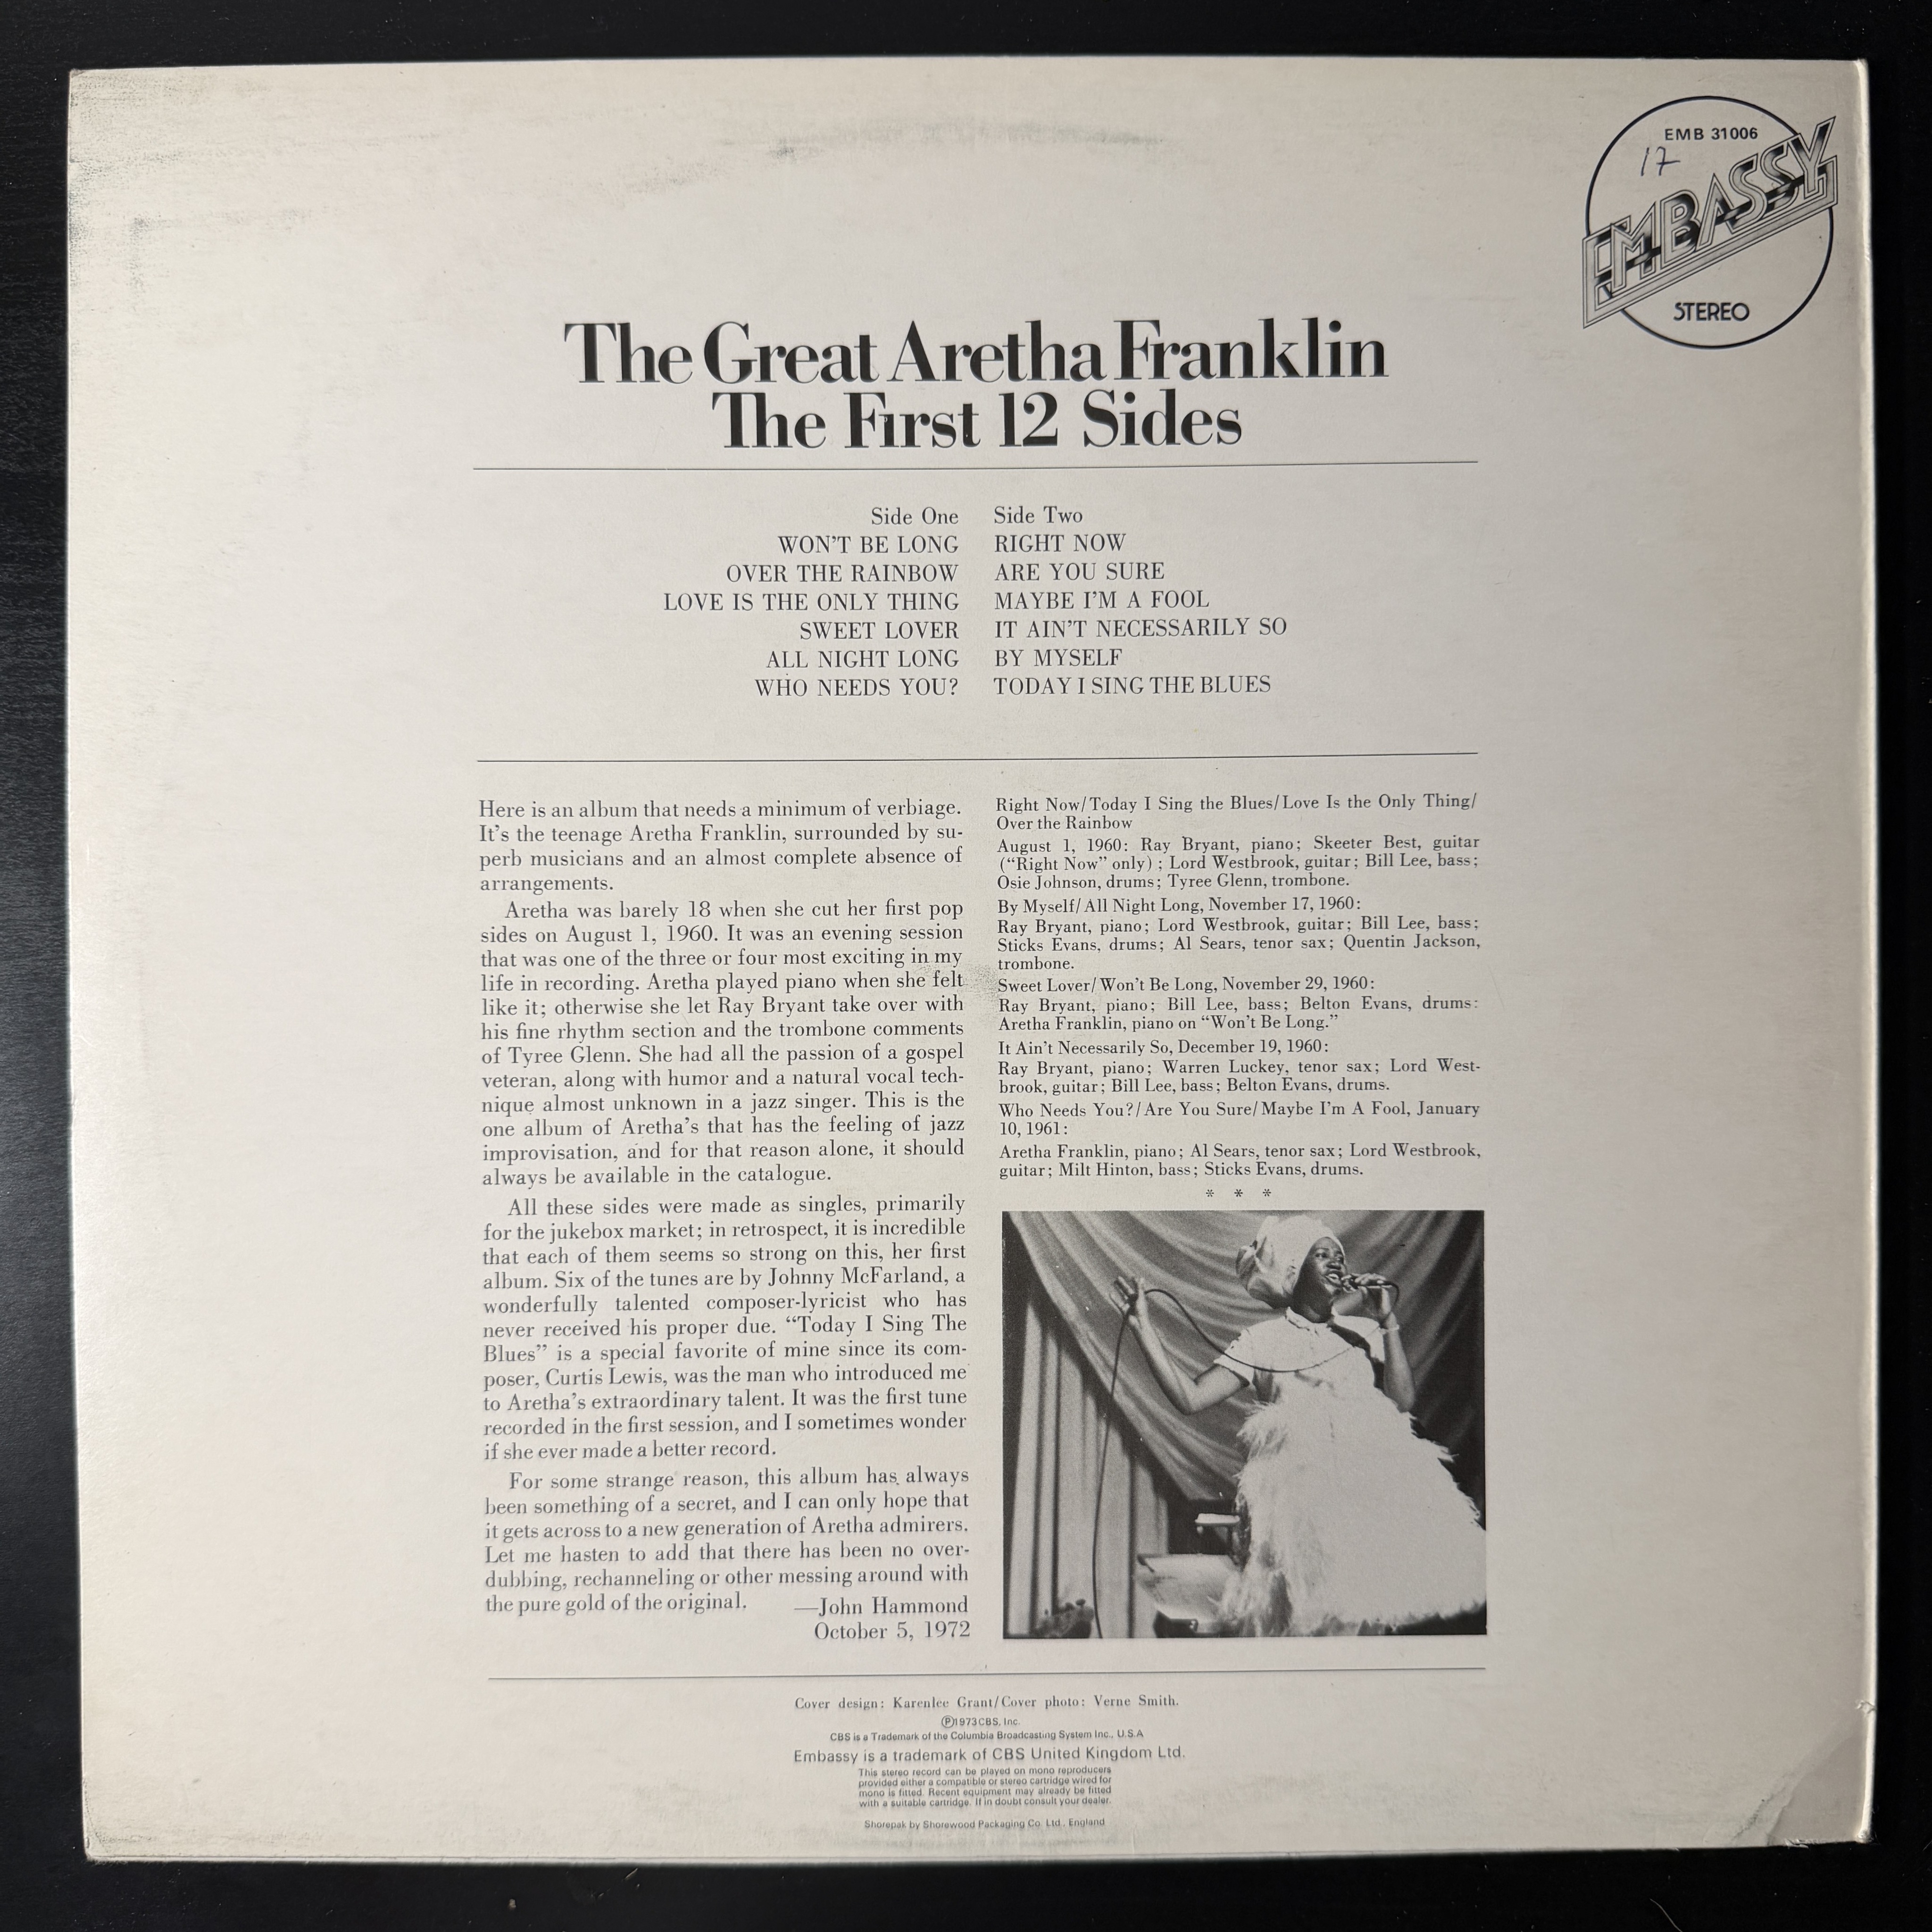 EMB 31006
17
EMBASSY
STEREO
The Great Aretha Franklin
The First 12 Sides
Side One
WON'T BE LONG
OVER THE RAINBOW
LOVE IS THE ONLY THING
SWEET LOVER
ALL NIGHT LONG
WHO NEEDS YOU?
Side Two
RIGHT NOW
ARE YOU SURE
MAYBE I'M A FOOL
IT AIN'T NECESSARILY SO
BY MYSELF
TODAY I SING THE BLUES
Here is an album that needs a minimum of verbiage.
It's the teenage Aretha Franklin, surrounded by su-
perb musicians and an almost complete absence of
arrangements.
Aretha was barely 18 when she cut her first pop
sides on August 1, 1960. It was an evening session
that was one of the three or four most exciting in my
life in recording. Aretha played piano when she felt
like it; otherwise she let Ray Bryant take over with
his fine rhythm section and the trombone comments
of Tyree Glenn. She had all the passion of a gospel
veteran, along with humor and a natural vocal tech-
nique almost unknown in a jazz singer. This is the
one album of Aretha's that has the feeling of jazz
improvisation, and for that reason alone, it should
always be available in the catalogue.
All these sides were made as singles, primarily
for the jukebox market; in retrospect, it is incredible
that each of them seems so strong on this, her first
album. Six of the tunes are by Johnny McFarland, a
wonderfully talented composer-lyricist who has
never received his proper due. “Today I Sing The
Blues” is a special favorite of mine since its com-
poser, Curtis Lewis, was the man who introduced me
to Aretha's extraordinary talent. It was the first tune
recorded in the first session, and I sometimes wonder
if she ever made a better record.
For some strange reason, this album has always
been something of a secret, and I can only hope that
it gets across to a new generation of Aretha admirers.
Let me hasten to add that there has been no over-
dubbing, rechanneling or other messing around with
the pure gold of the original.
—John Hammond
October 5, 1972
Right Now/Today I Sing the Blues/Love Is the Only Thing/
Over the Rainbow
August 1, 1960: Ray Bryant, piano; Skeeter Best, guitar
(“Right Now” only); Lord Westbrook, guitar; Bill Lee, bass;
Osie Johnson, drums; Tyree Glenn, trombone.
By Myself/All Night Long, November 17, 1960:
Ray Bryant, piano; Lord Westbrook, guitar; Bill Lee, bass;
Sticks Evans, drums; Al Sears, tenor sax; Quentin Jackson,
trombone.
Sweet Lover/Won't Be Long, November 29, 1960:
Ray Bryant, piano; Bill Lee, bass; Belton Evans, drums:
Aretha Franklin, piano on “Won't Be Long.”
It Ain't Necessarily So, December 19, 1960:
Ray Bryant, piano; Warren Luckey, tenor sax; Lord West-
brook, guitar; Bill Lee, bass; Belton Evans, drums.
Who Needs You?/Are You Sure/Maybe I'm A Fool, January
10, 1961:
Aretha Franklin, piano; Al Sears, tenor sax; Lord Westbrook,
guitar; Milt Hinton, bass; Sticks Evans, drums.
* * *
Cover design: Karenlee Grant/Cover photo: Verne Smith.
Ⓟ1973 CBS, Inc.
CBS is a Trademark of the Columbia Broadcasting System Inc., U.S.A
Embassy is a trademark of CBS United Kingdom Ltd.
This stereo record can be played on mono reproducers
provided either a compatible or stereo cartridge wired for
mono is fitted. Recent equipment may already be fitted
with a suitable cartridge. If in doubt consult your dealer.
Shorepak by Shorewood Packaging Co. Ltd., England